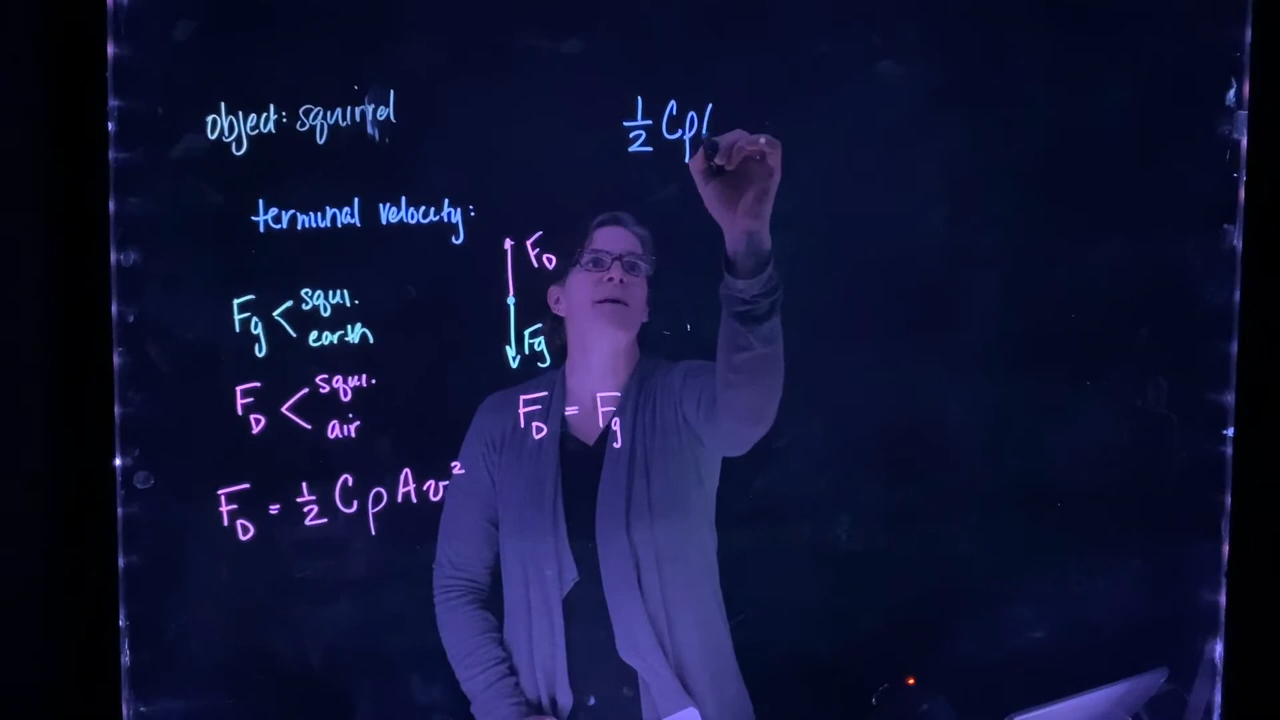 object: squirrel
½ Cρ
terminal velocity:
F_D
F_g
F_g < squi. earth
F_D < squi. air
F_D = F_g
F_D = ½ C ρ A v²